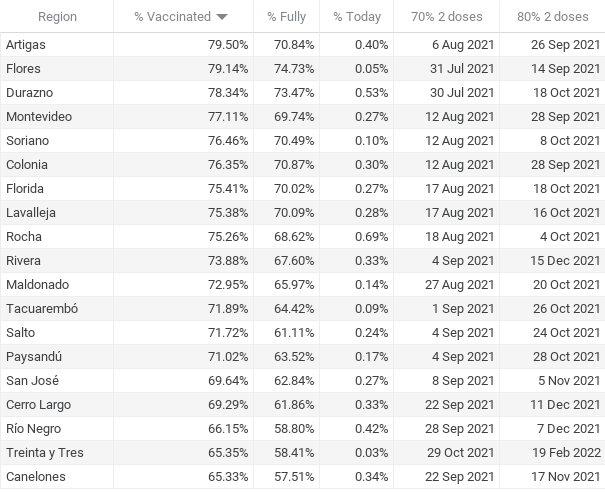 Region % Vaccinated % Fully % Today 70% 2 doses 80% 2 doses
Artigas 79.50% 70.84% 0.40% 6 Aug 2021 26 Sep 2021
Flores 79.14% 74.73% 0.05% 31 Jul 2021 14 Sep 2021
Durazno 78.34% 73.47% 0.53% 30 Jul 2021 18 Oct 2021
Montevideo 77.11% 69.74% 0.27% 12 Aug 2021 28 Sep 2021
Soriano 76.46% 70.49% 0.10% 12 Aug 2021 8 Oct 2021
Colonia 76.35% 70.87% 0.30% 12 Aug 2021 28 Sep 2021
Florida 75.41% 70.02% 0.27% 17 Aug 2021 18 Oct 2021
Lavalleja 75.38% 70.09% 0.28% 17 Aug 2021 16 Oct 2021
Rocha 75.26% 68.62% 0.69% 18 Aug 2021 4 Oct 2021
Rivera 73.88% 67.60% 0.33% 4 Sep 2021 15 Dec 2021
Maldonado 72.95% 65.97% 0.14% 27 Aug 2021 20 Oct 2021
Tacuarembó 71.89% 64.42% 0.09% 1 Sep 2021 26 Oct 2021
Salto 71.72% 61.11% 0.24% 4 Sep 2021 24 Oct 2021
Paysandú 71.02% 63.52% 0.17% 4 Sep 2021 28 Oct 2021
San José 69.64% 62.84% 0.27% 8 Sep 2021 5 Nov 2021
Cerro Largo 69.29% 61.86% 0.33% 22 Sep 2021 11 Dec 2021
Río Negro 66.15% 58.80% 0.42% 28 Sep 2021 7 Dec 2021
Treinta y Tres 65.35% 58.41% 0.03% 29 Oct 2021 19 Feb 2022
Canelones 65.33% 57.51% 0.34% 22 Sep 2021 17 Nov 2021